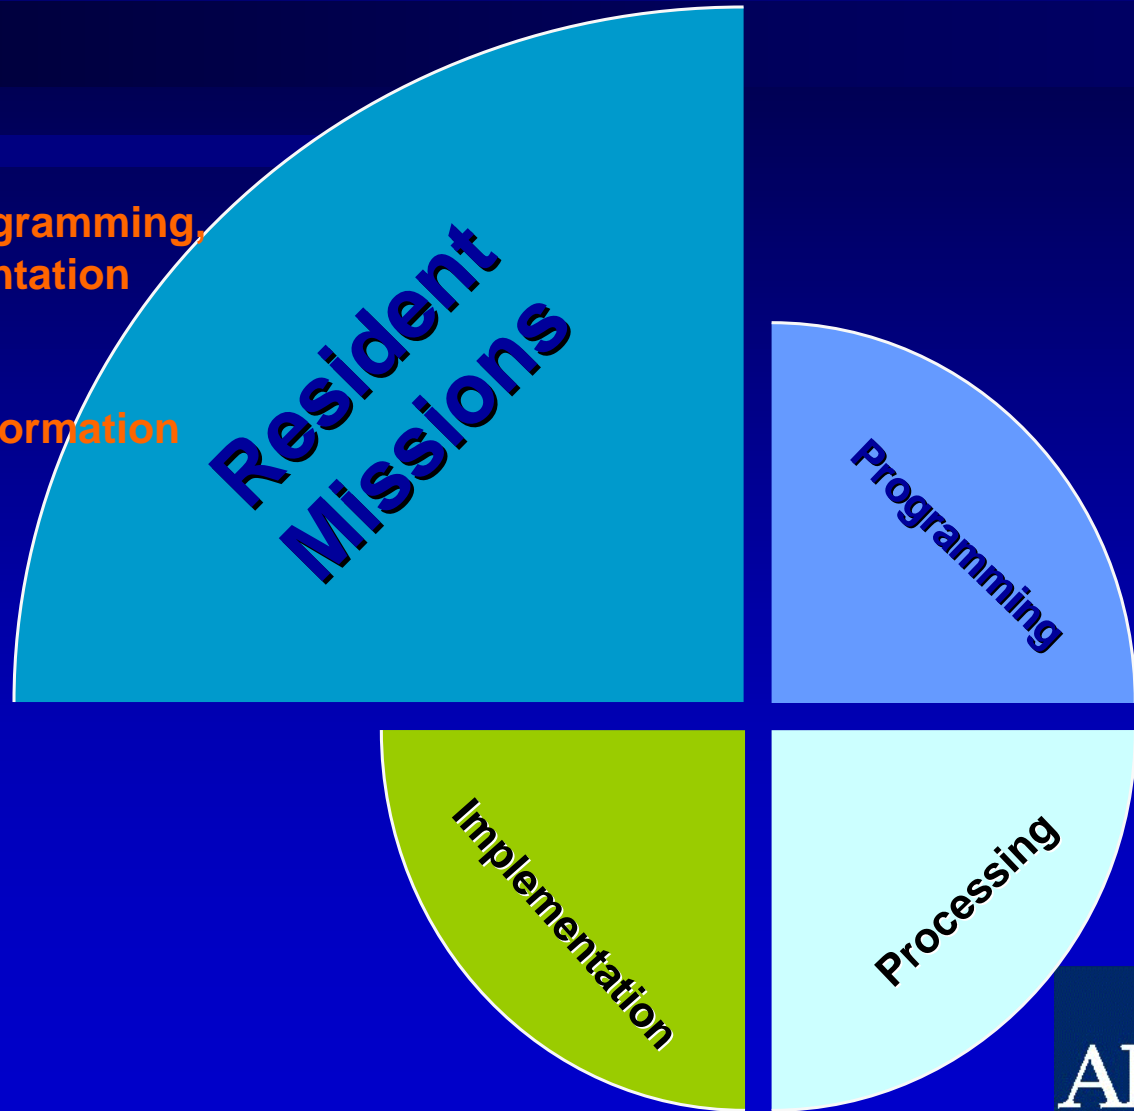 gramming,
ntation
ormation
Resident
Missions
Programming
Implementation
Processing
A